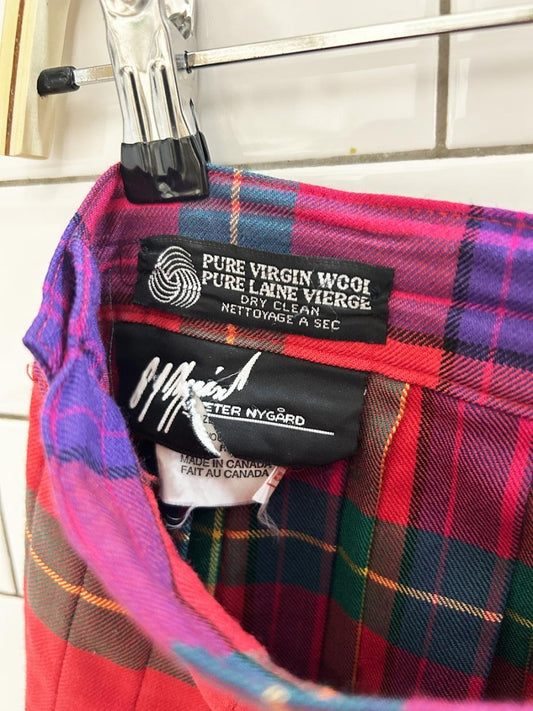 PURE VIRGIN WOOL
PURE LAINE VIERGE
DRY CLEAN
NETTOYAGE A SEC
PETER NYGÅRD
MADE IN CANADA
FAIT AU CANADA